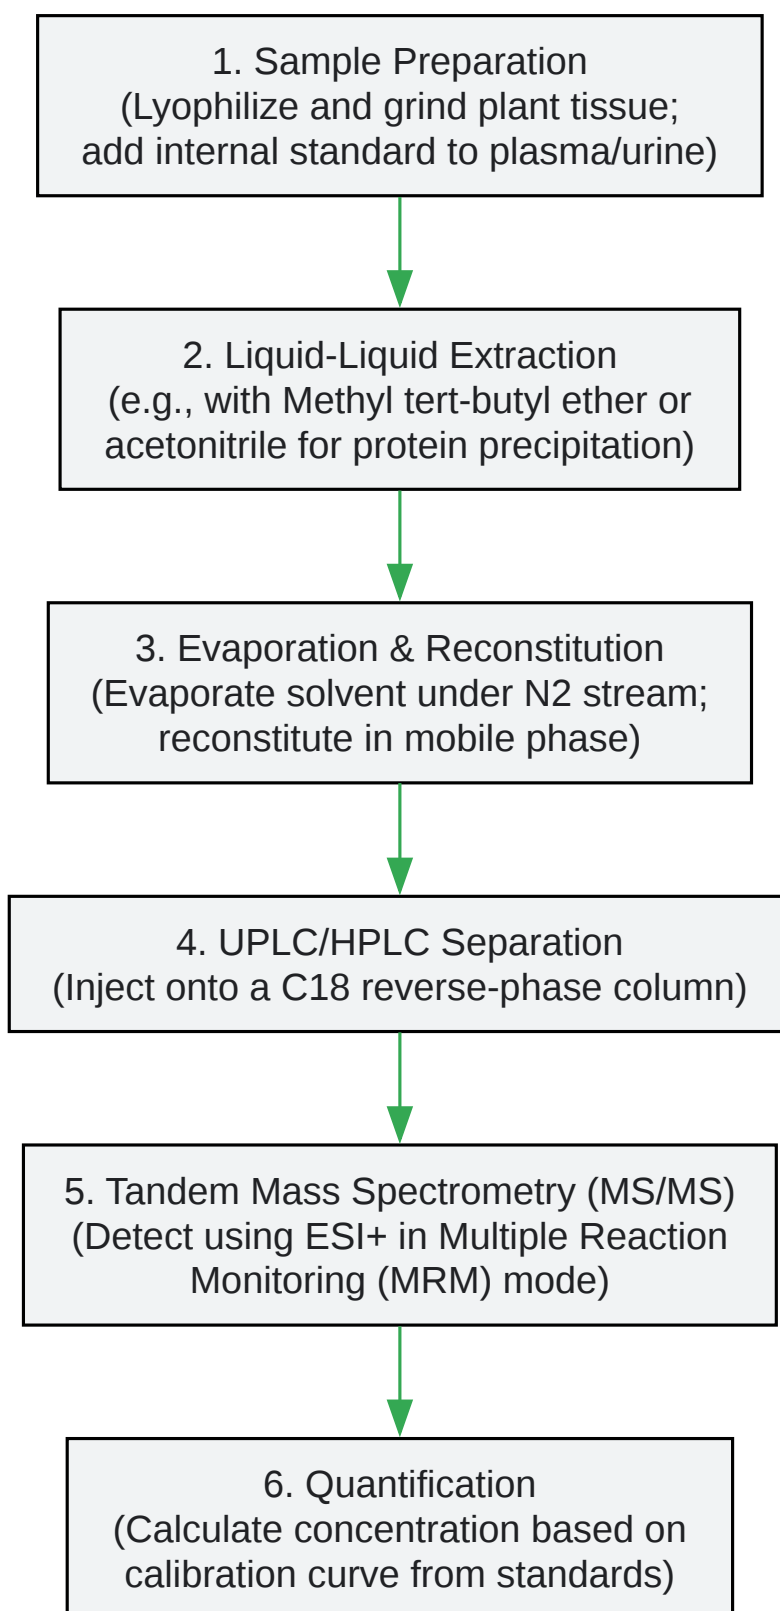 1. Sample Preparation
(Lyophilize and grind plant tissue;
add internal standard to plasma/urine)
2. Liquid-Liquid Extraction
(e.g., with Methyl tert-butyl ether or
acetonitrile for protein precipitation)
3. Evaporation & Reconstitution
(Evaporate solvent under N2 stream;
reconstitute in mobile phase)
4. UPLC/HPLC Separation
(Inject onto a C18 reverse-phase column)
5. Tandem Mass Spectrometry (MS/MS)
(Detect using ESI+ in Multiple Reaction
Monitoring (MRM) mode)
6. Quantification
(Calculate concentration based on
calibration curve from standards)